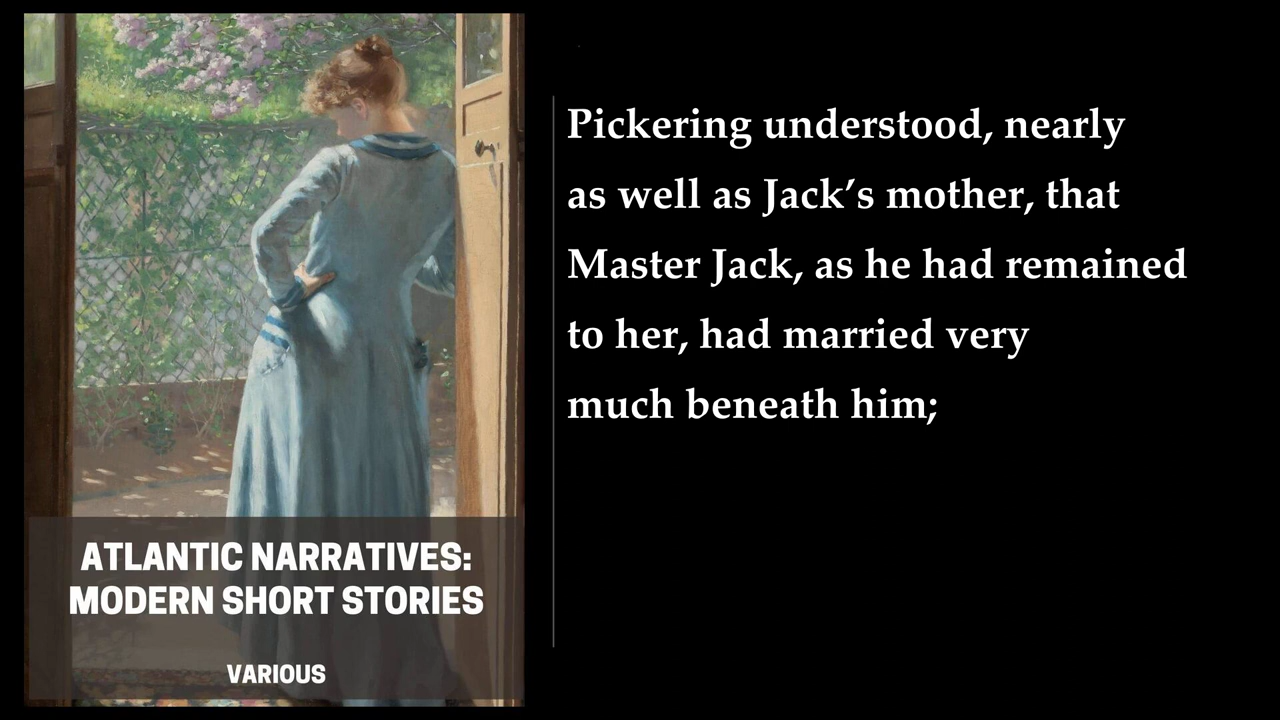 Pickering understood, nearly
as well as Jack’s mother, that
Master Jack, as he had remained
to her, had married very
much beneath him;
ATLANTIC NARRATIVES:
MODERN SHORT STORIES
VARIOUS